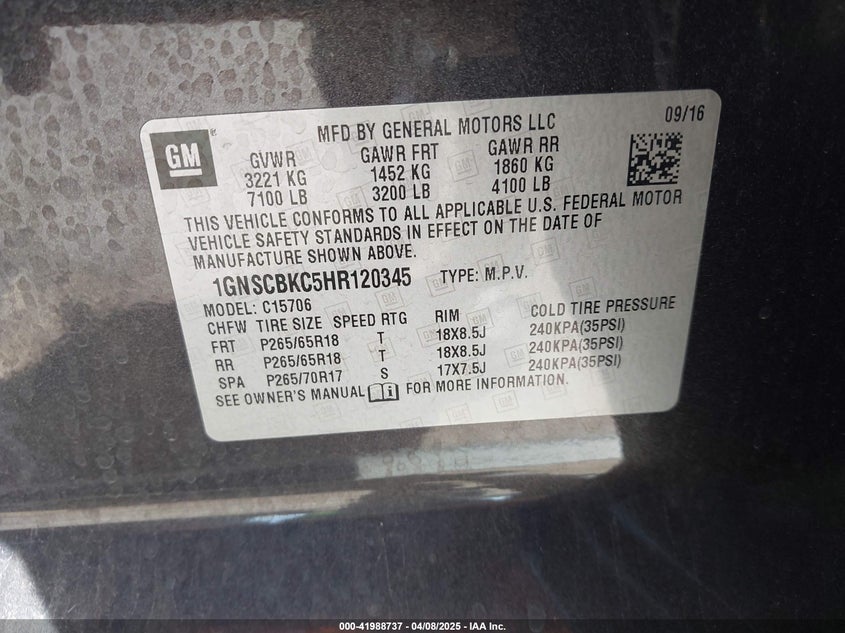 GM
MFD BY GENERAL MOTORS LLC
09/16
GVWR GAWR FRT GAWR RR
3221 KG 1452 KG 1860 KG
7100 LB 3200 LB 4100 LB
THIS VEHICLE CONFORMS TO ALL APPLICABLE U.S. FEDERAL MOTOR
VEHICLE SAFETY STANDARDS IN EFFECT ON THE DATE OF
MANUFACTURE SHOWN ABOVE.
1GNSCBKC5HR120345 TYPE: M.P.V.
MODEL: C15706
CHFW TIRE SIZE SPEED RTG RIM COLD TIRE PRESSURE
FRT P265/65R18 T 18X8.5J 240KPA(35PSI)
RR P265/65R18 T 18X8.5J 240KPA(35PSI)
SPA P265/70R17 S 17X7.5J 240KPA(35PSI)
SEE OWNER'S MANUAL FOR MORE INFORMATION.
000-41988737 - 04/08/2025 - IAA Inc.